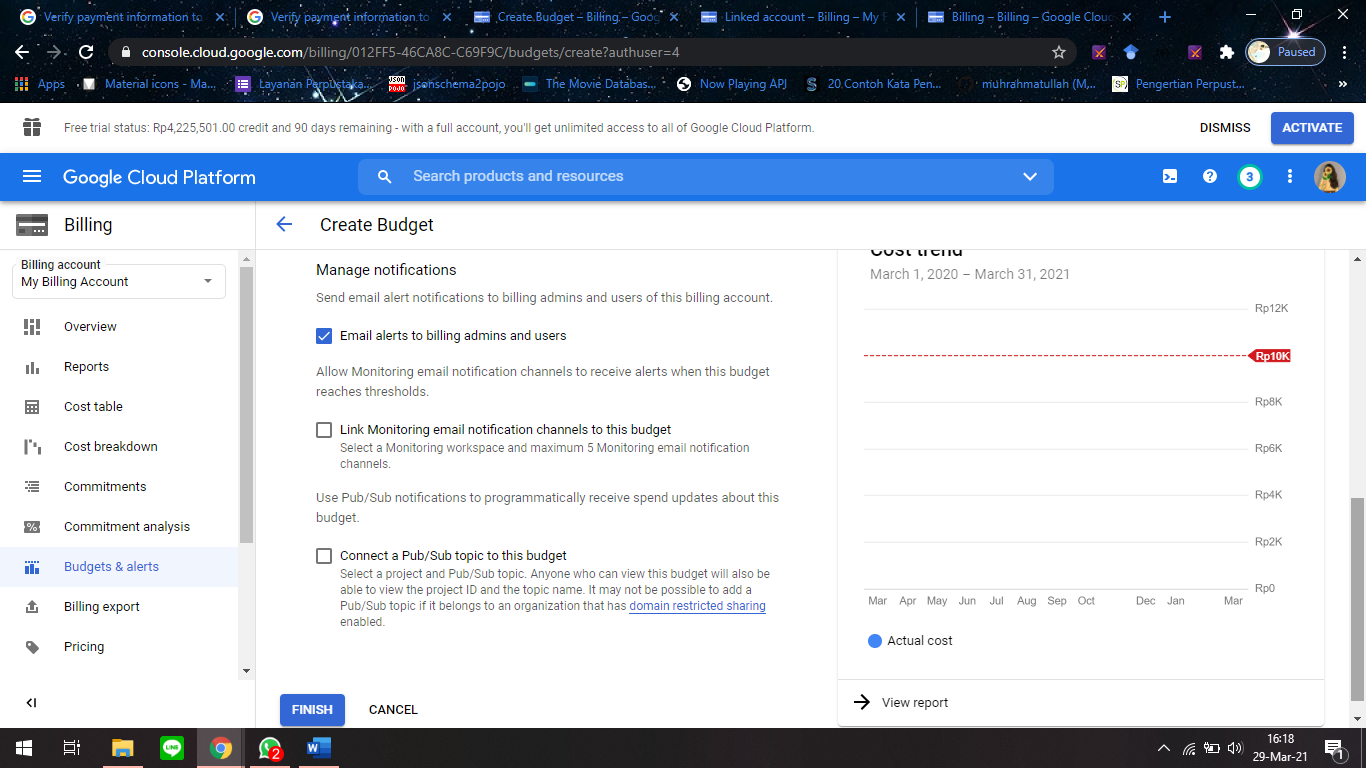 Verify payment information to
Verify payment information to
Create Budget – Billing – Goog
Linked account – Billing – My F
Billing – Billing – Google Cloud
console.cloud.google.com/billing/012FF5-46CA8C-C69F9C/budgets/create?authuser=4
Paused
Apps
Material icons - Ma...
Layanan Perpustaka...
JSON POJO
jsonschema2pojo
The Movie Databas...
Now Playing APJ
20 Contoh Kata Pen...
muhrahmatullah (M,...
Pengertian Perpust...
Free trial status: Rp4,225,501.00 credit and 90 days remaining - with a full account, you'll get unlimited access to all of Google Cloud Platform.
DISMISS
ACTIVATE
Google Cloud Platform
Search products and resources
3
Billing
Create Budget
Billing account
My Billing Account
Overview
Reports
Cost table
Cost breakdown
Commitments
Commitment analysis
Budgets & alerts
Billing export
Pricing
Manage notifications
Send email alert notifications to billing admins and users of this billing account.
Email alerts to billing admins and users
Allow Monitoring email notification channels to receive alerts when this budget
reaches thresholds.
Link Monitoring email notification channels to this budget
Select a Monitoring workspace and maximum 5 Monitoring email notification
channels.
Use Pub/Sub notifications to programmatically receive spend updates about this
budget.
Connect a Pub/Sub topic to this budget
Select a project and Pub/Sub topic. Anyone who can view this budget will also be
able to view the project ID and the topic name. It may not be possible to add a
Pub/Sub topic if it belongs to an organization that has domain restricted sharing
enabled.
FINISH
CANCEL
Cost trend
March 1, 2020 – March 31, 2021
Rp12K
Rp10K
Rp8K
Rp6K
Rp4K
Rp2K
Rp0
Mar Apr May Jun Jul Aug Sep Oct Dec Jan Mar
Actual cost
View report
LINE
2
W
16:18
29-Mar-21
1